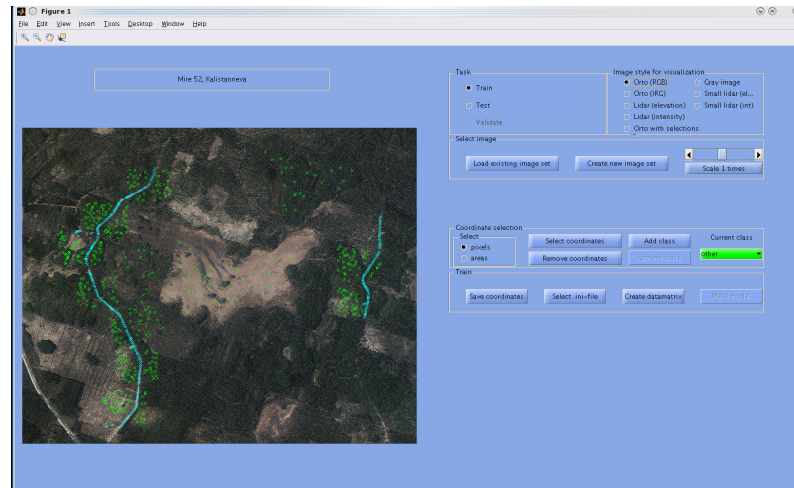 Figure 1
File Edit View Insert Tools Desktop Window Help
Mire 52, Kalistanneva
Task
Train
Test
Validate
Image style for visualization
Orto (RGB)
Orto (IRG)
Lidar (elevation)
Lidar (intensity)
Orto with selections
Gray image
Small lidar (el...
Small lidar (int)
Select image
Load existing image set
Create new image set
Scale 1 times
Coordinate selection
Select
pixels
areas
Select coordinates
Remove coordinates
Add class
Remove class
Current class
other
Train
Save coordinates
Select .ini-file
Create datamatrix
Make model